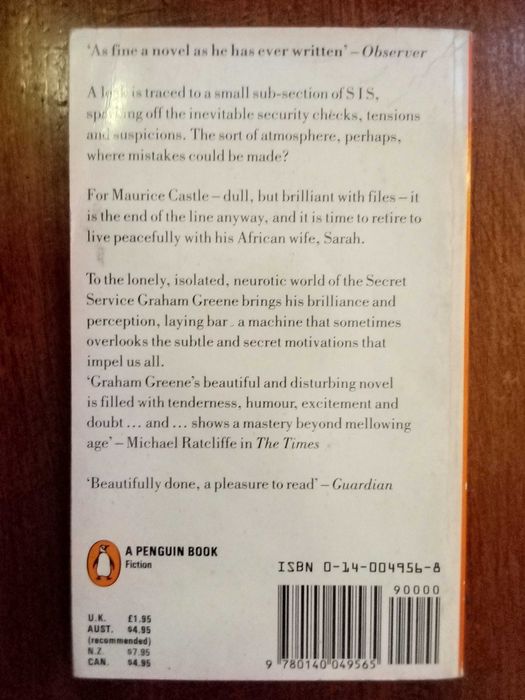 'As fine a novel as he has ever written' – Observer
A leak is traced to a small sub-section of SIS,
sparking off the inevitable security checks, tensions
and suspicions. The sort of atmosphere, perhaps,
where mistakes could be made?
For Maurice Castle – dull, but brilliant with files – it
is the end of the line anyway, and it is time to retire to
live peacefully with his African wife, Sarah.
To the lonely, isolated, neurotic world of the Secret
Service Graham Greene brings his brilliance and
perception, laying bare a machine that sometimes
overlooks the subtle and secret motivations that
impel us all.
'Graham Greene's beautiful and disturbing novel
is filled with tenderness, humour, excitement and
doubt ... and ... shows a mastery beyond mellowing
age' – Michael Ratcliffe in The Times
'Beautifully done, a pleasure to read' – Guardian
A PENGUIN BOOK
Fiction
ISBN 0-14-004956-8
90000
U.K. £1.95
AUST. $4.95
(recommended)
N.Z. $7.95
CAN. $4.95
9 780140 049565